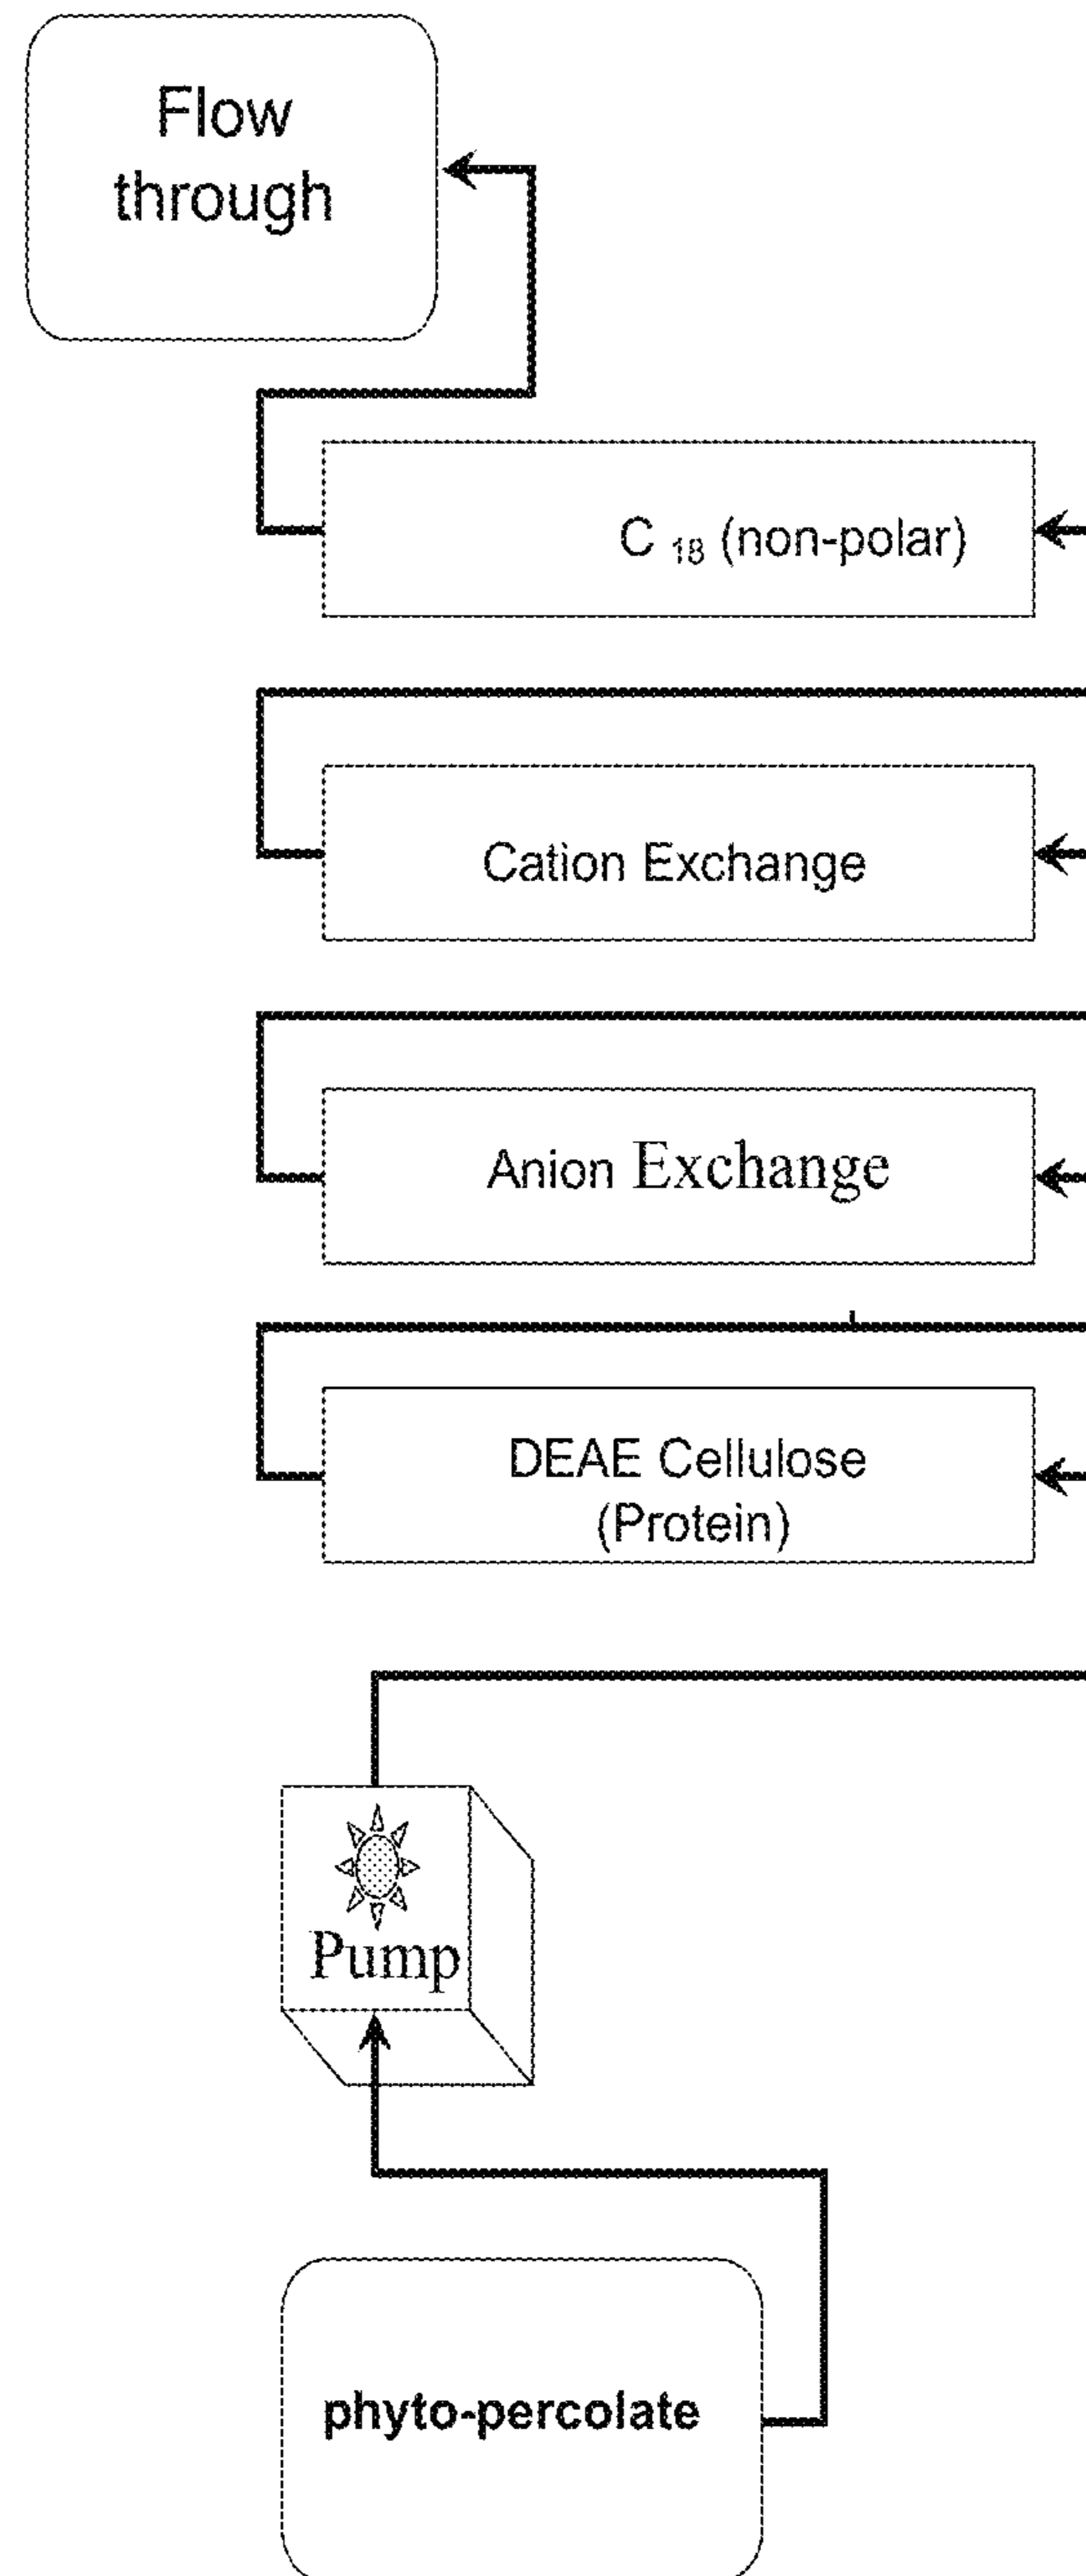 Flow
through
C 18 (non-polar)
Cation Exchange
Anion Exchange
DEAE Cellulose
(Protein)
Pump
phyto-percolate